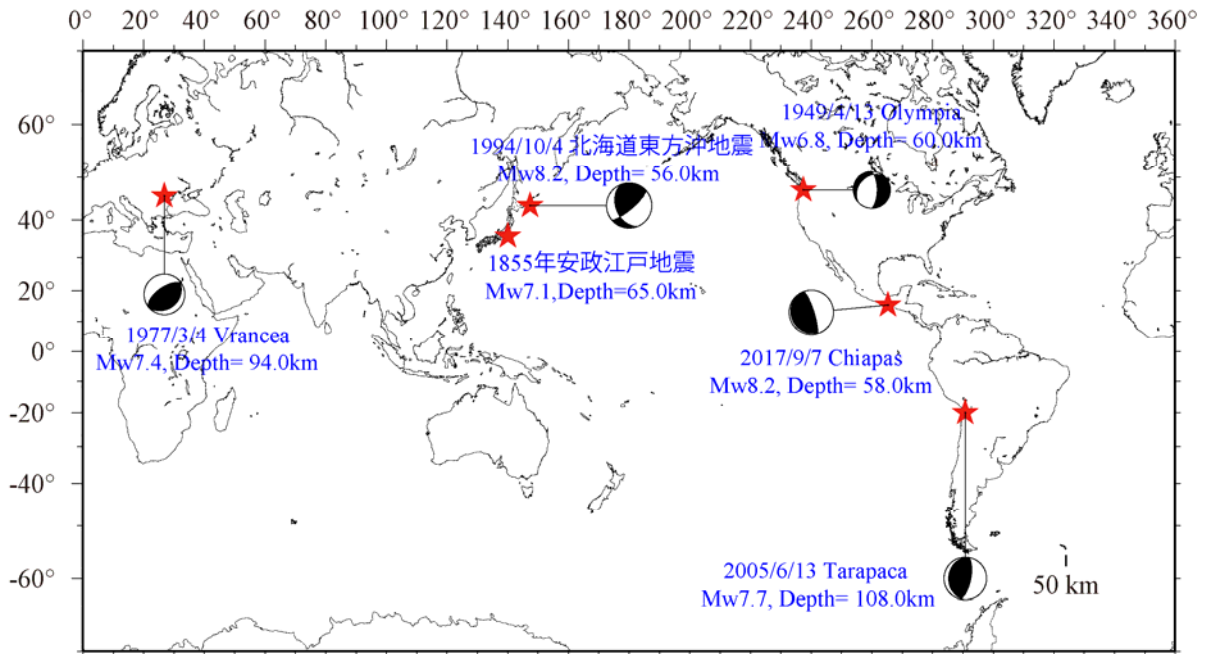 0° 20° 40° 60° 80° 100° 120° 140° 160° 180° 200° 220° 240° 260° 280° 300° 320° 340° 360°
60°
40°
20°
0°
-20°
-40°
-60°
1949/4/13 Olympia
Mw6.8, Depth= 60.0km
1994/10/4 北海道東方沖地震
Mw8.2, Depth= 56.0km
1855年安政江戸地震
Mw7.1,Depth=65.0km
1977/3/4 Vrancea
Mw7.4, Depth= 94.0km
2017/9/7 Chiapas
Mw8.2, Depth= 58.0km
2005/6/13 Tarapaca
Mw7.7, Depth= 108.0km
50 km